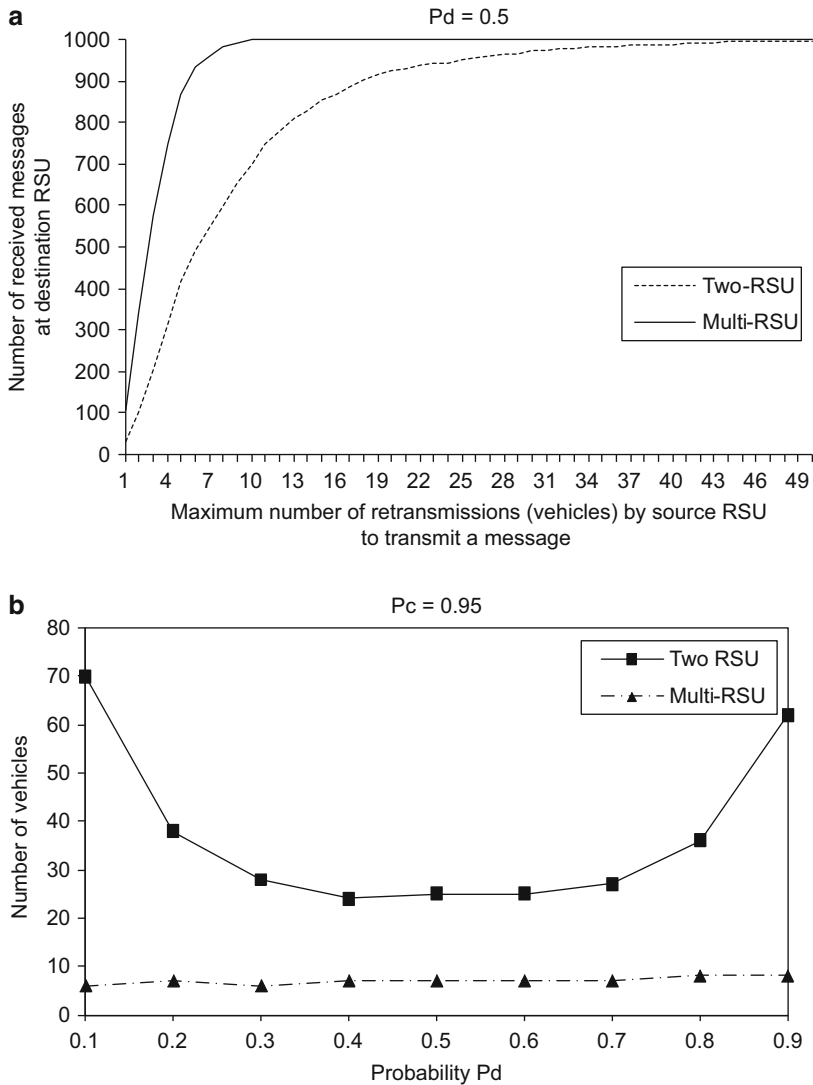 a
Pd = 0.5
Number of received messages
at destination RSU
1000
900
800
700
600
500
400
300
200
100
0
Two-RSU
Multi-RSU
1 4 7 10 13 16 19 22 25 28 31 34 37 40 43 46 49
Maximum number of retransmissions (vehicles) by source RSU
to transmit a message
b
Pc = 0.95
Number of vehicles
80
70
60
50
40
30
20
10
0
Two RSU
Multi-RSU
0.1 0.2 0.3 0.4 0.5 0.6 0.7 0.8 0.9
Probability Pd